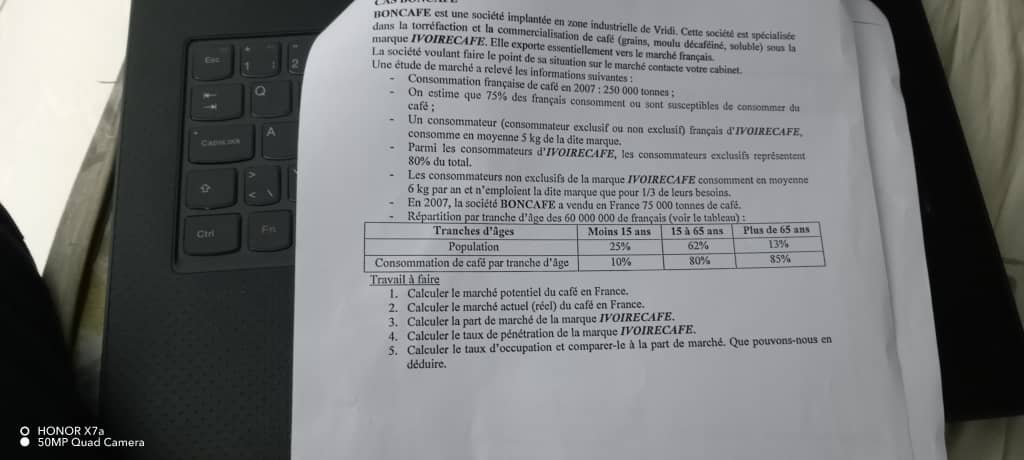 BONCAFE est une société implantée en zone industrielle de Vridi. Cette société est spécialisée
dans la torréfaction et la commercialisation de café (grains, moulu décaféiné, soluble) sous la
marque IVOIRECAFE. Elle exporte essentiellement vers le marché français.
La société voulant faire le point de sa situation sur le marché contacte votre cabinet.
Une étude de marché a relevé les informations suivantes :
- Consommation française de café en 2007 : 250 000 tonnes ;
- On estime que 75% des français consomment ou sont susceptibles de consommer du
café ;
- Un consommateur (consommateur exclusif ou non exclusif) français d'IVOIRECAFE,
consomme en moyenne 5 kg de la dite marque.
- Parmi les consommateurs d'IVOIRECAFE, les consommateurs exclusifs représentent
80% du total.
- Les consommateurs non exclusifs de la marque IVOIRECAFE consomment en moyenne
6 kg par an et n'emploient la dite marque que pour 1/3 de leurs besoins.
- En 2007, la société BONCAFE a vendu en France 75 000 tonnes de café.
- Répartition par tranche d'âge des 60 000 000 de français (voir le tableau) :
Tranches d'âges Moins 15 ans 15 à 65 ans Plus de 65 ans
Population 25% 62% 13%
Consommation de café par tranche d'âge 10% 80% 85%
Travail à faire
1. Calculer le marché potentiel du café en France.
2. Calculer le marché actuel (réel) du café en France.
3. Calculer la part de marché de la marque IVOIRECAFE.
4. Calculer le taux de pénétration de la marque IVOIRECAFE.
5. Calculer le taux d'occupation et comparer-le à la part de marché. Que pouvons-nous en
déduire.
Esc
1
2
Q
CapsLock
A
> <
Ctrl
Fn
HONOR X7a
50MP Quad Camera